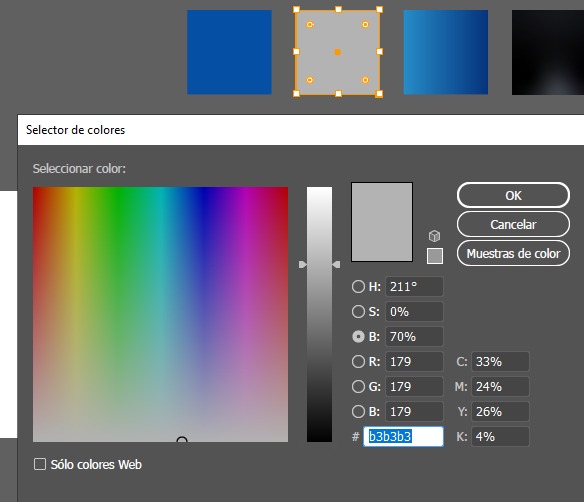 Selector de colores
Seleccionar color:
OK
Cancelar
Muestras de color
H: 211°
S: 0%
B: 70%
R: 179 C: 33%
G: 179 M: 24%
B: 179 Y: 26%
# b3b3b3 K: 4%
Sólo colores Web